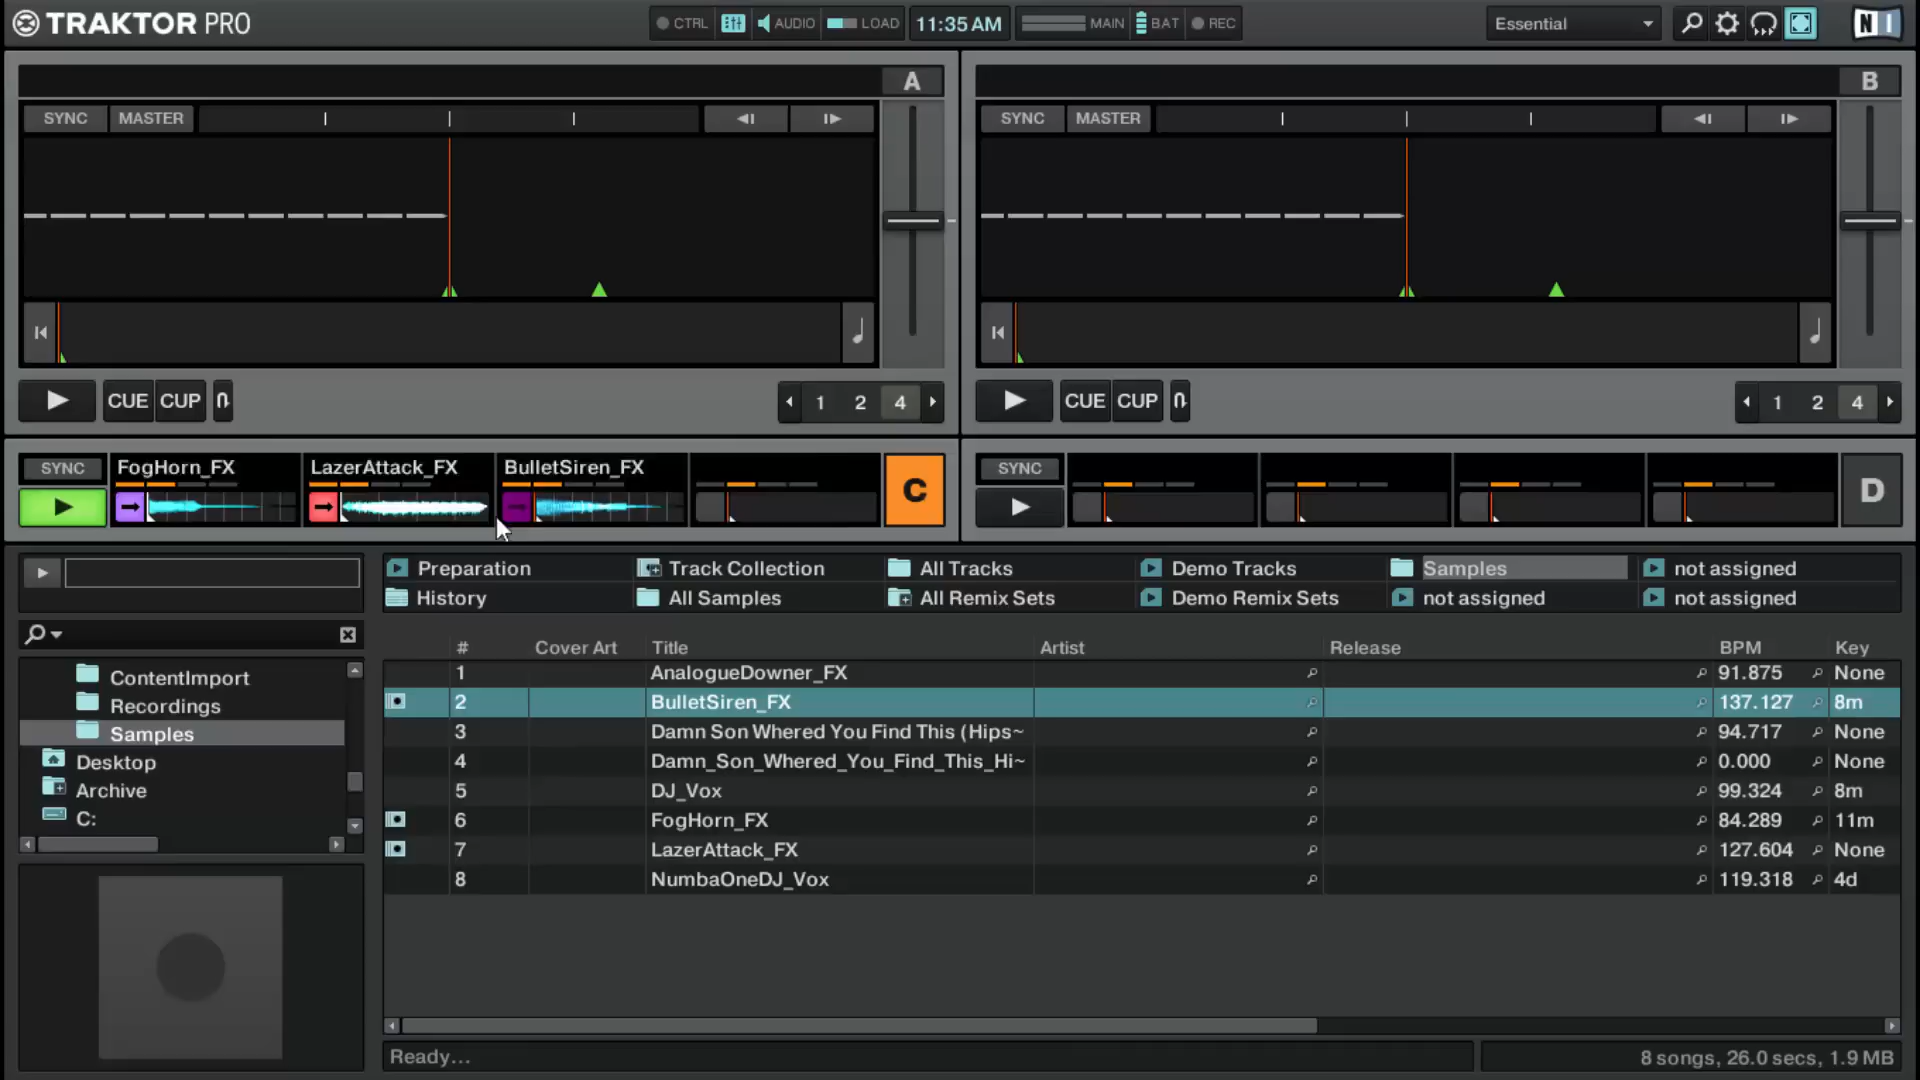 TRAKTOR PRO
CTRL AUDIO LOAD 11:35 AM MAIN BAT REC
Essential
A
SYNC MASTER
CUE CUP
1 2 4
B
SYNC MASTER
CUE CUP
1 2 4
SYNC FogHorn_FX LazerAttack_FX BulletSiren_FX
C
SYNC
D
Preparation Track Collection All Tracks Demo Tracks Samples not assigned
History All Samples All Remix Sets Demo Remix Sets not assigned not assigned
ContentImport
Recordings
Samples
Desktop
Archive
C:
# Cover Art Title Artist Release BPM Key
1 AnalogueDowner_FX 91.875 None
2 BulletSiren_FX 137.127 8m
3 Damn Son Whered You Find This (Hips~ 94.717 None
4 Damn_Son_Whered_You_Find_This_Hi~ 0.000 None
5 DJ_Vox 99.324 8m
6 FogHorn_FX 84.289 11m
7 LazerAttack_FX 127.604 None
8 NumbaOneDJ_Vox 119.318 4d
Ready...
8 songs, 26.0 secs, 1.9 MB